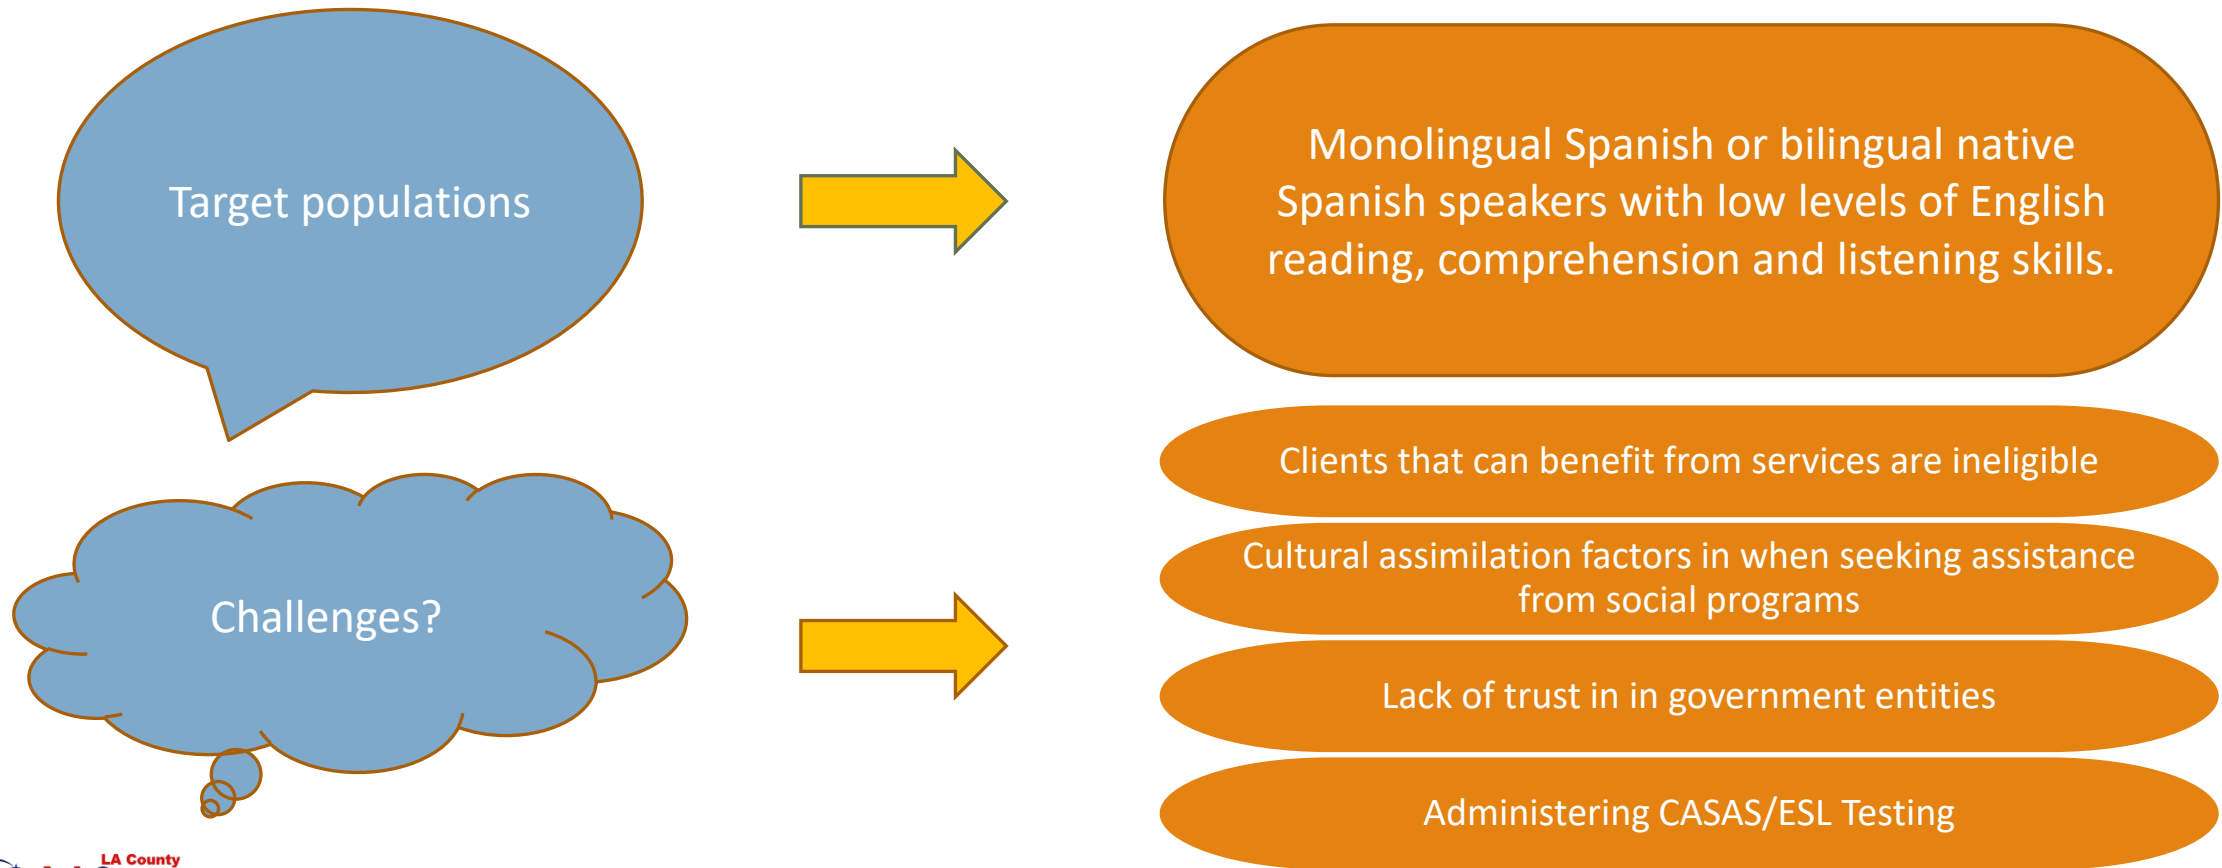 Target populations
Monolingual Spanish or bilingual native
Spanish speakers with low levels of English
reading, comprehension and listening skills.
Challenges?
Clients that can benefit from services are ineligible
Cultural assimilation factors in when seeking assistance
from social programs
Lack of trust in in government entities
Administering CASAS/ESL Testing
LA County